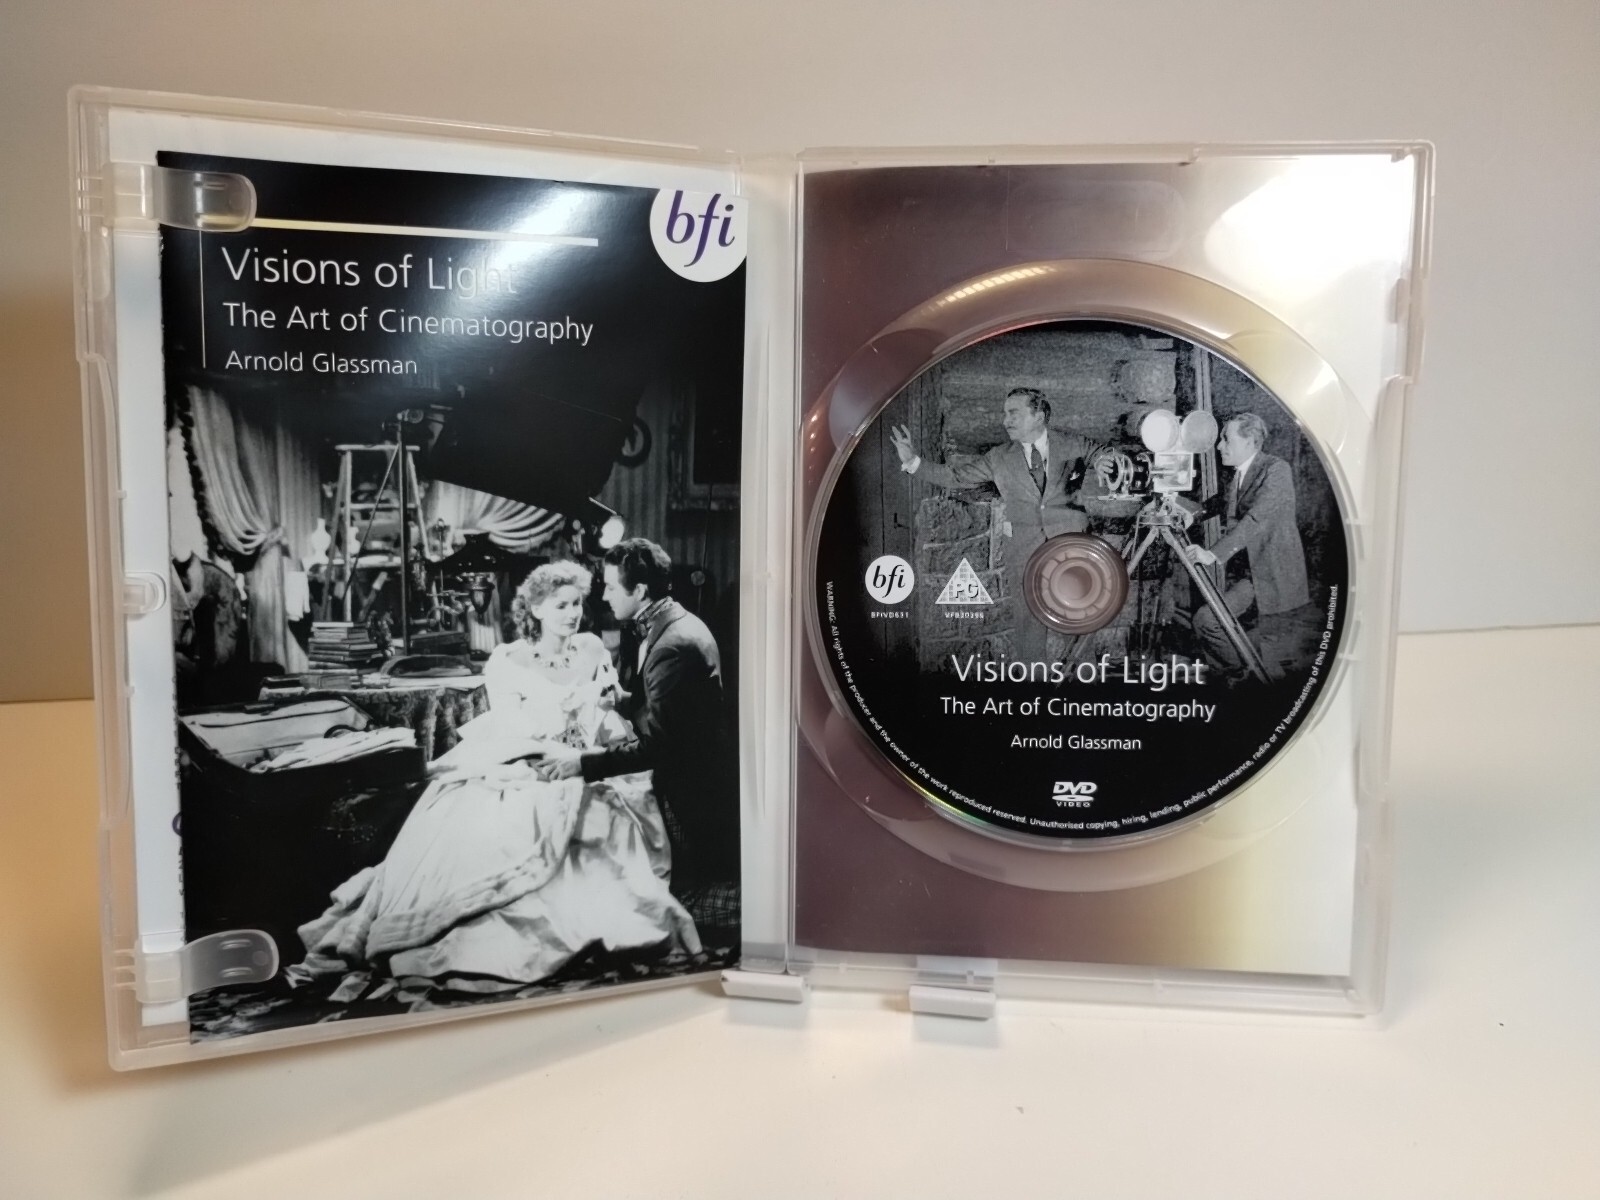 bfi
Visions of Light
The Art of Cinematography
Arnold Glassman
bfi
PG
BFIVD631
Visions of Light
The Art of Cinematography
Arnold Glassman
DVD
VIDEO
WARNING: All rights of the producer and the owner of the work reproduced reserved. Unauthorised copying, hiring, lending, public performance, radio or TV broadcasting of this DVD prohibited.